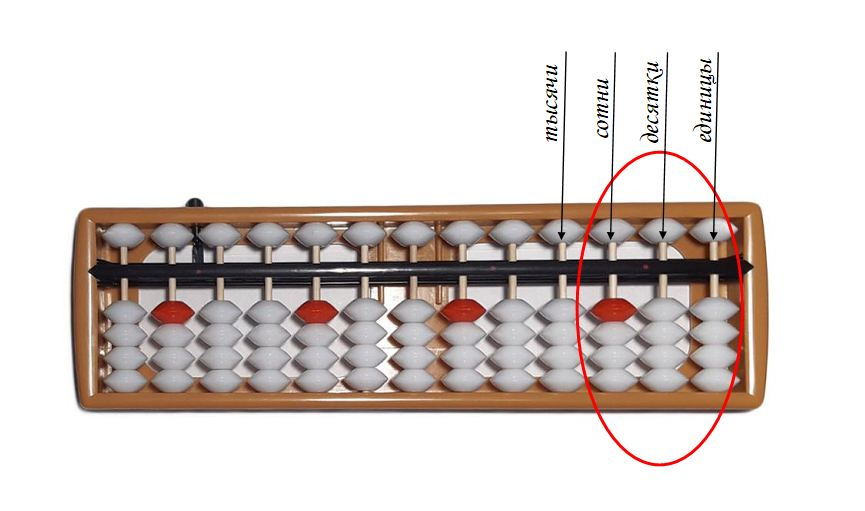 тысячи
сотни
десятки
единицы